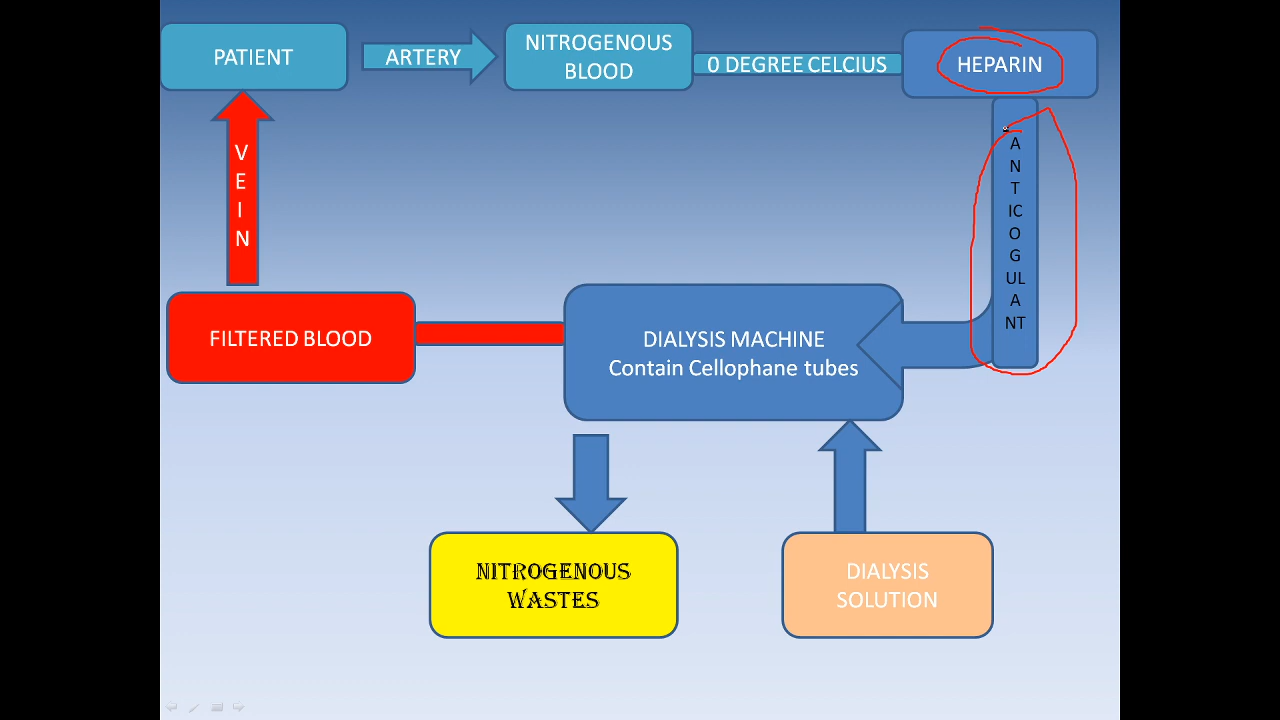 PATIENT
ARTERY
NITROGENOUS
BLOOD
0 DEGREE CELCIUS
HEPARIN
A
N
T
IC
O
G
UL
A
NT
V
E
I
N
FILTERED BLOOD
DIALYSIS MACHINE
Contain Cellophane tubes
NITROGENOUS
WASTES
DIALYSIS
SOLUTION